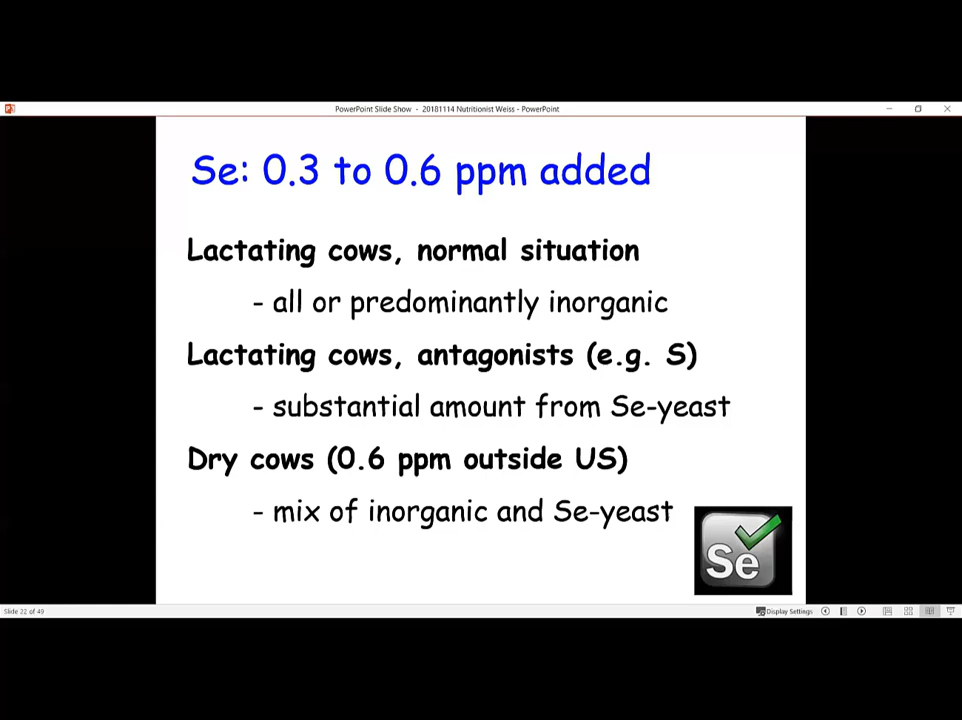 PowerPoint Slide Show - 20181114 Nutritionist Weiss - PowerPoint
Se: 0.3 to 0.6 ppm added
Lactating cows, normal situation
- all or predominantly inorganic
Lactating cows, antagonists (e.g. S)
- substantial amount from Se-yeast
Dry cows (0.6 ppm outside US)
- mix of inorganic and Se-yeast
Se
Slide 22 of 49
Display Settings